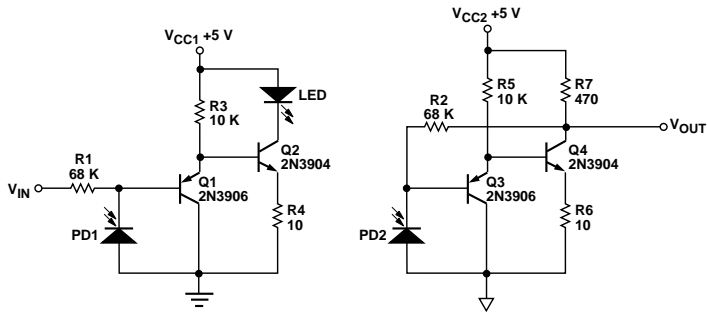 VCC1 +5 V
LED
R3
10 K
R1
68 K
VIN
Q1
2N3906
Q2
2N3904
R4
10
PD1
VCC2 +5 V
R5
10 K
R7
470
R2
68 K
VOUT
Q3
2N3906
Q4
2N3904
R6
10
PD2